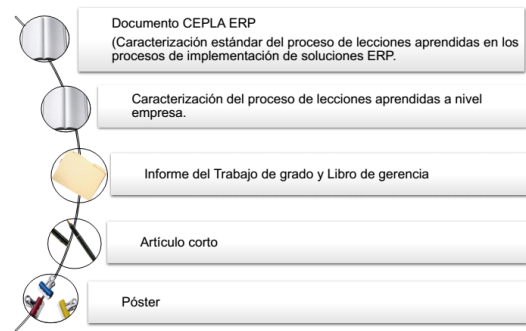 Documento CEPLA ERP
(Caracterización estándar del proceso de lecciones aprendidas en los
procesos de implementación de soluciones ERP.
Caracterización del proceso de lecciones aprendidas a nivel
empresa.
Informe del Trabajo de grado y Libro de gerencia
Artículo corto
Póster